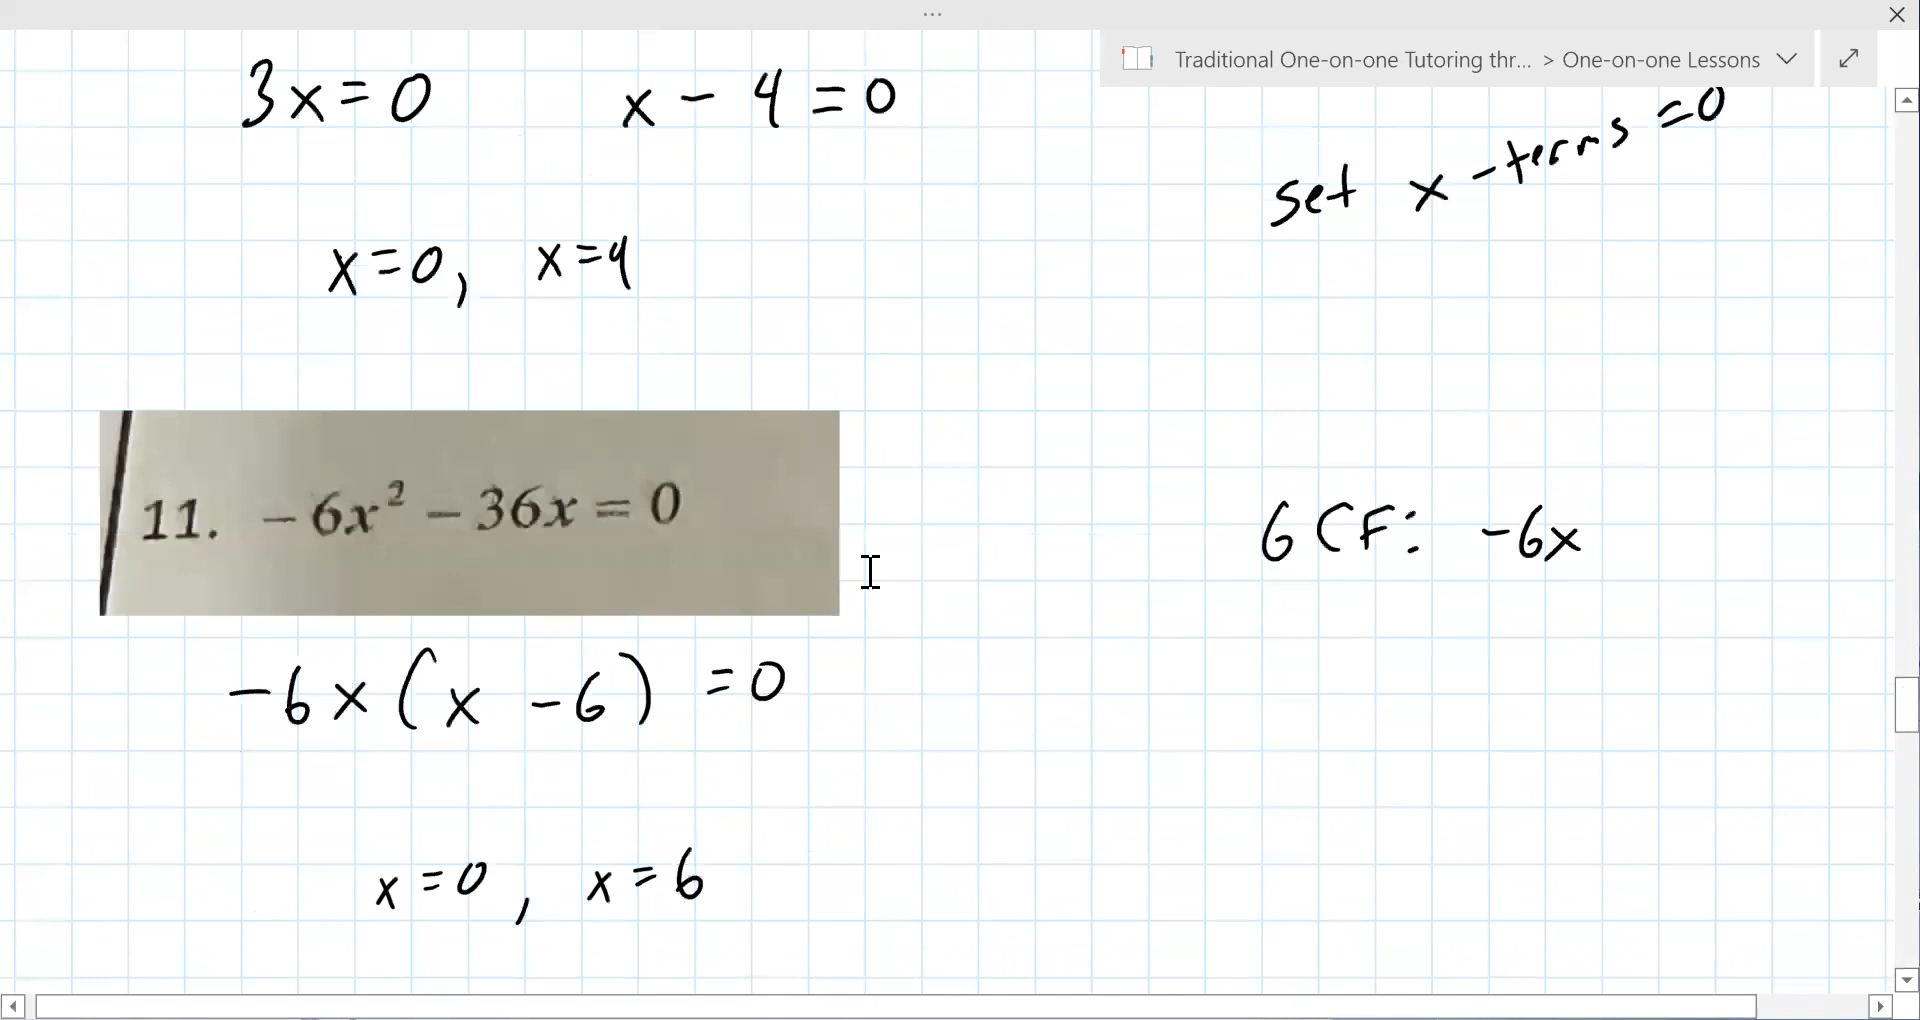 ...
Traditional One-on-one Tutoring thr... > One-on-one Lessons
3x=0 x - 4 = 0
set x - terms = 0
x=0, x=4
11. -6x² - 36x = 0
GCF: -6x
-6x(x -6) =0
x=0, x=6